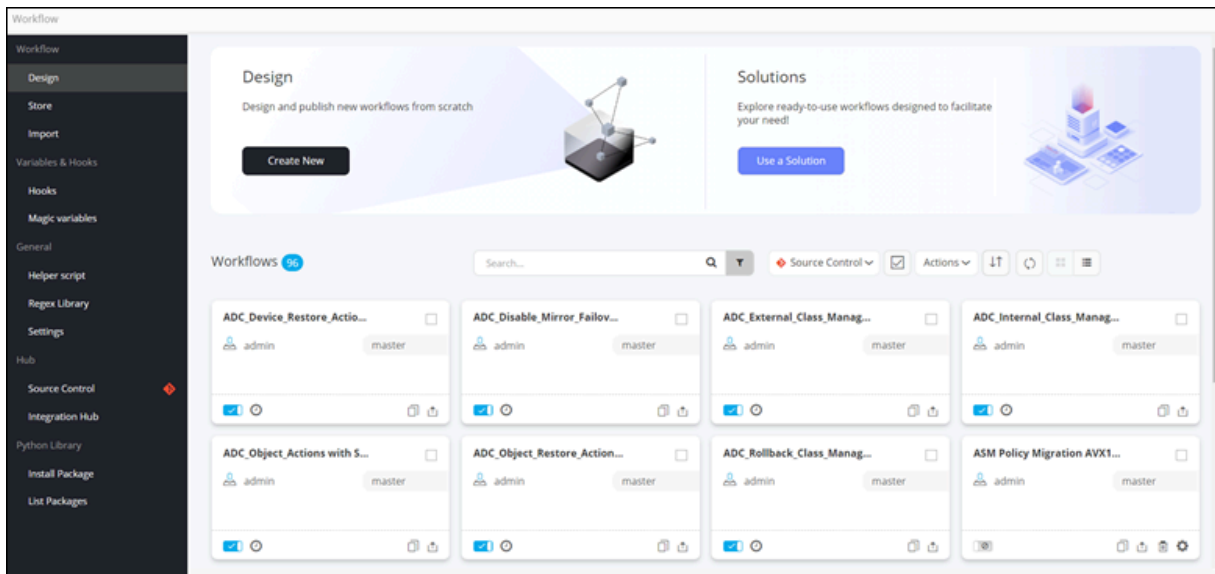 Workflow
Workflow
Design
Store
Import
Variables & Hooks
Hooks
Magic variables
General
Helper script
Regex Library
Settings
Hub
Source Control
Integration Hub
Python Library
Install Package
List Packages
Design
Design and publish new workflows from scratch
Create New
Solutions
Explore ready-to-use workflows designed to facilitate
your need!
Use a Solution
Workflows 96
Search...
Source Control
Actions
ADC_Device_Restore_Actio...
admin master
ADC_Disable_Mirror_Failov...
admin master
ADC_External_Class_Manag...
admin master
ADC_Internal_Class_Manag...
admin master
ADC_Object_Actions with S...
admin master
ADC_Object_Restore_Action...
admin master
ADC_Rollback_Class_Manag...
admin master
ASM Policy Migration AVX1...
admin master